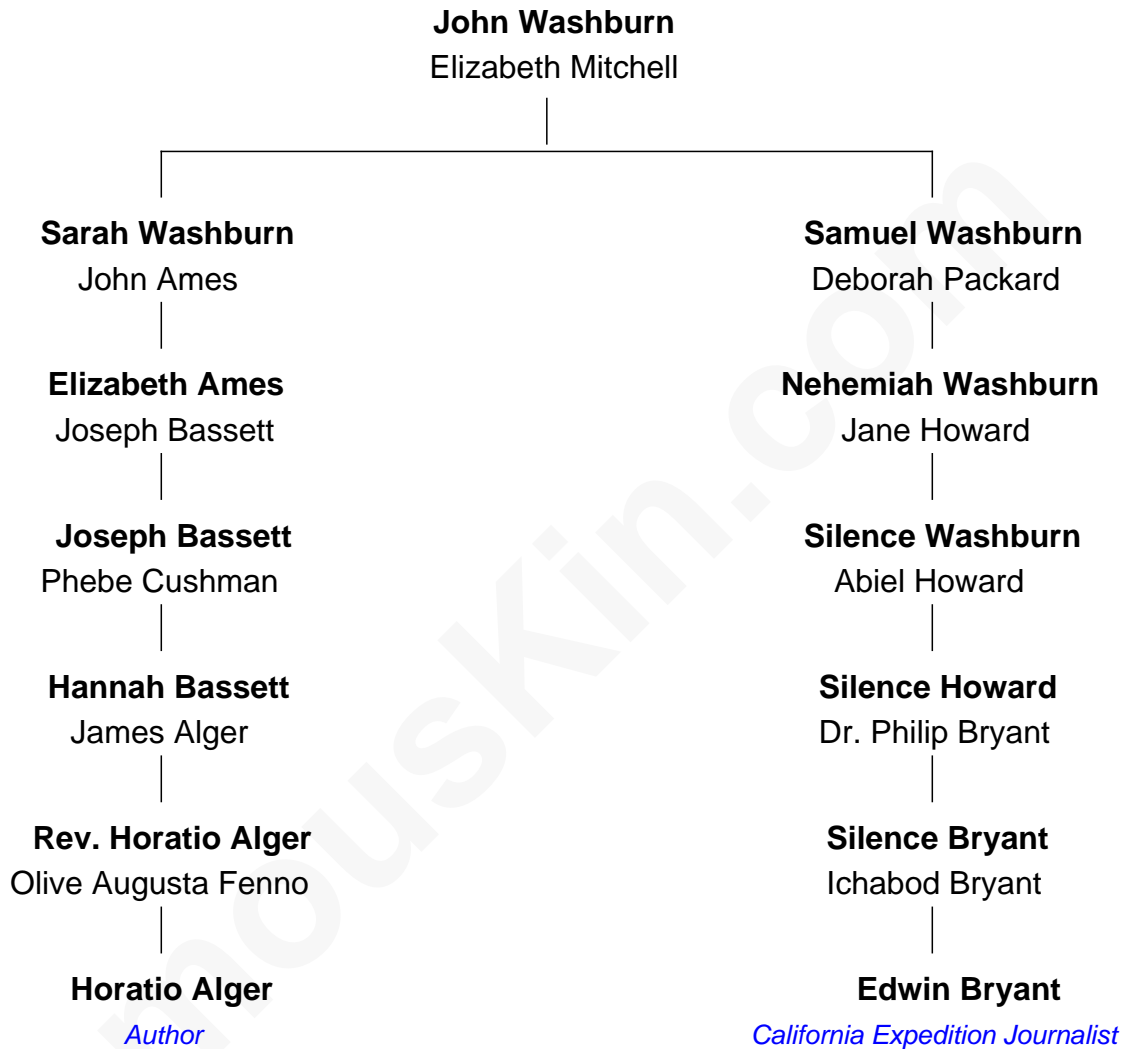 John Washburn
Elizabeth Mitchell
Sarah Washburn
John Ames
Samuel Washburn
Deborah Packard
Elizabeth Ames
Joseph Bassett
Nehemiah Washburn
Jane Howard
Joseph Bassett
Phebe Cushman
Silence Washburn
Abiel Howard
Hannah Bassett
James Alger
Silence Howard
Dr. Philip Bryant
Rev. Horatio Alger
Olive Augusta Fenno
Silence Bryant
Ichabod Bryant
Horatio Alger
Author
Edwin Bryant
California Expedition Journalist
mouskin.com